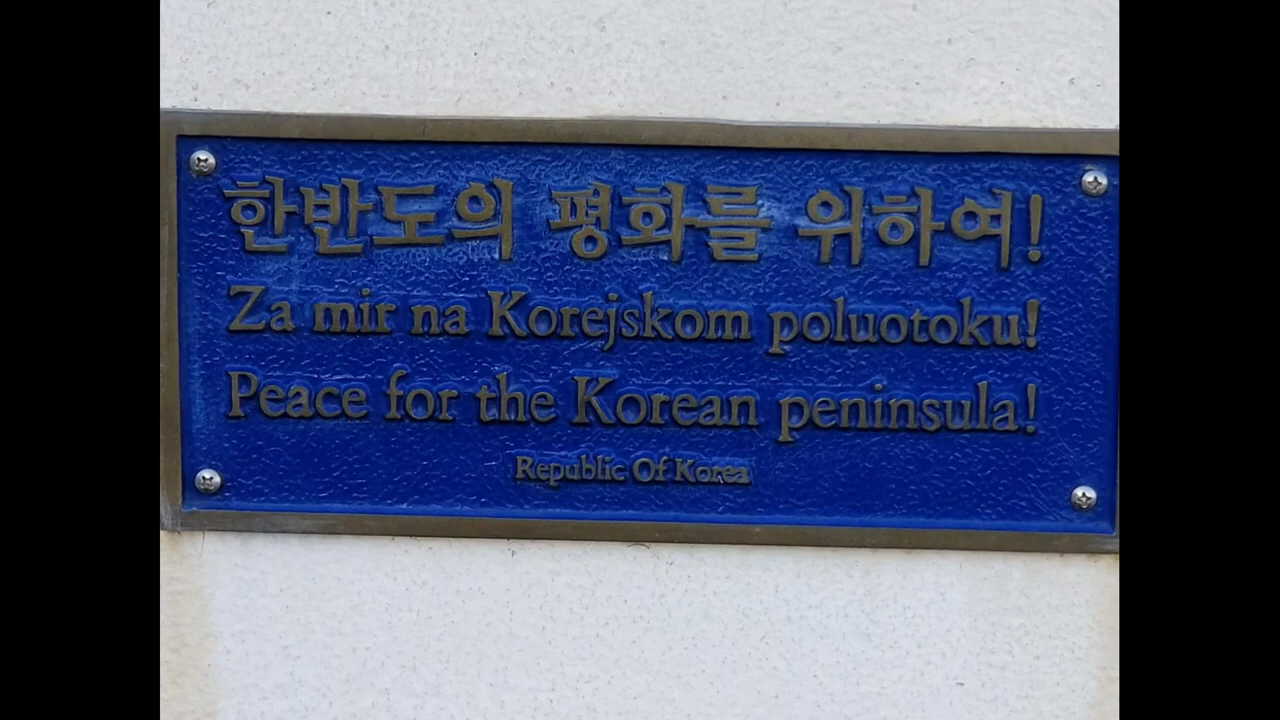 한반도의 평화를 위하여!
Za mir na Korejskom poluotoku!
Peace for the Korean peninsula!
Republic Of Korea